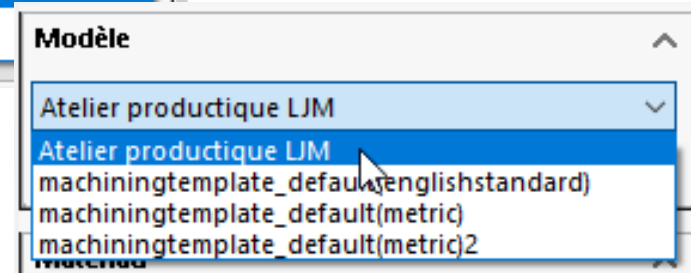 Modèle
Atelier productique LJM
Atelier productique LJM
machiningtemplate_default(englishstandard)
machiningtemplate_default(metric)
machiningtemplate_default(metric)2